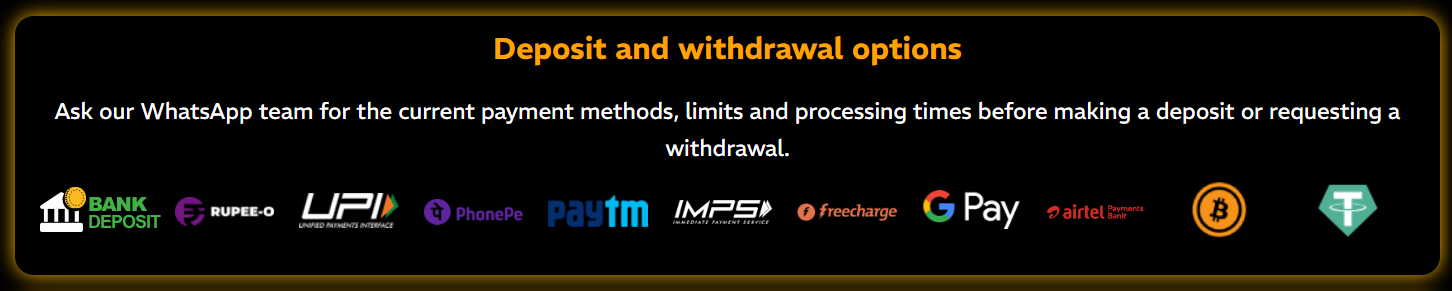 Deposit and withdrawal options
Ask our WhatsApp team for the current payment methods, limits and processing times before making a deposit or requesting a
withdrawal.
BANK
DEPOSIT
RUPEE-O
UPI
UNIFIED PAYMENTS INTERFACE
PhonePe
paytm
IMPS
IMMEDIATE PAYMENT SERVICE
freecharge
G Pay
airtel Payments
Bank